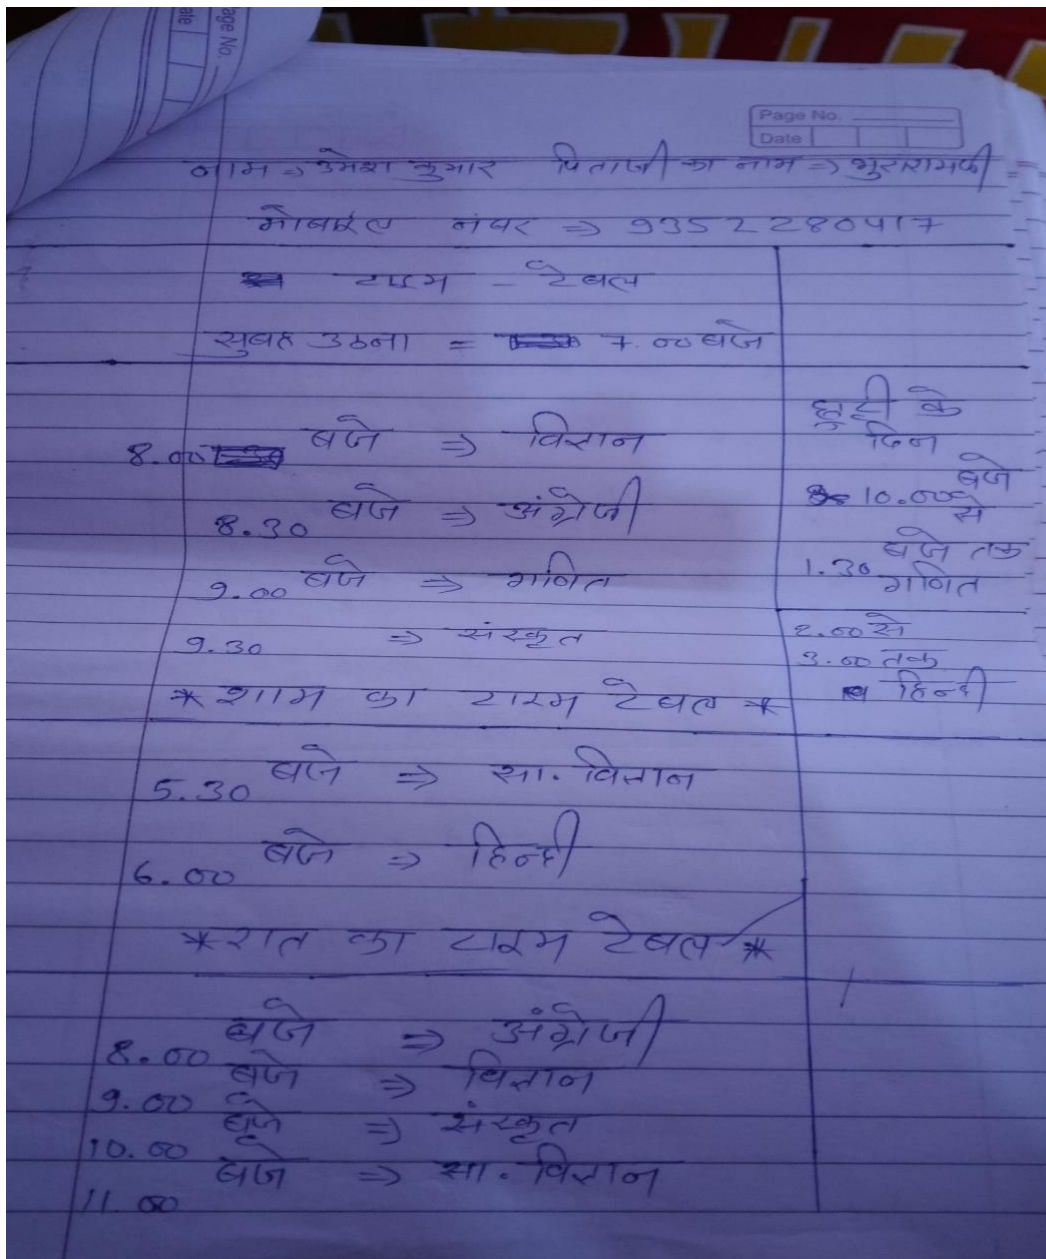 Page No.
Date
नाम ⇒ उमेश कुमार पिताजी का नाम ⇒ भुरारामजी
मोबाईल नंबर ⇒ 9352280417
टाइम - टेबल
सुबह उठना = 7.00 बजे
8.00 बजे ⇒ विज्ञान
8.30 बजे ⇒ अंग्रेजी
9.00 बजे ⇒ गणित
9.30 ⇒ संस्कृत
छुट्टी के
दिन
10.00 बजे
से
1.30 बजे तक
गणित
2.00 से
3.00 तक
हिन्दी
* शाम का टाइम टेबल *
5.30 बजे ⇒ सा. विज्ञान
6.00 बजे ⇒ हिन्दी
* रात का टाइम टेबल *
8.00 बजे ⇒ अंग्रेजी
9.00 बजे ⇒ विज्ञान
10.00 बजे ⇒ संस्कृत
11.00 बजे ⇒ सा. विज्ञान